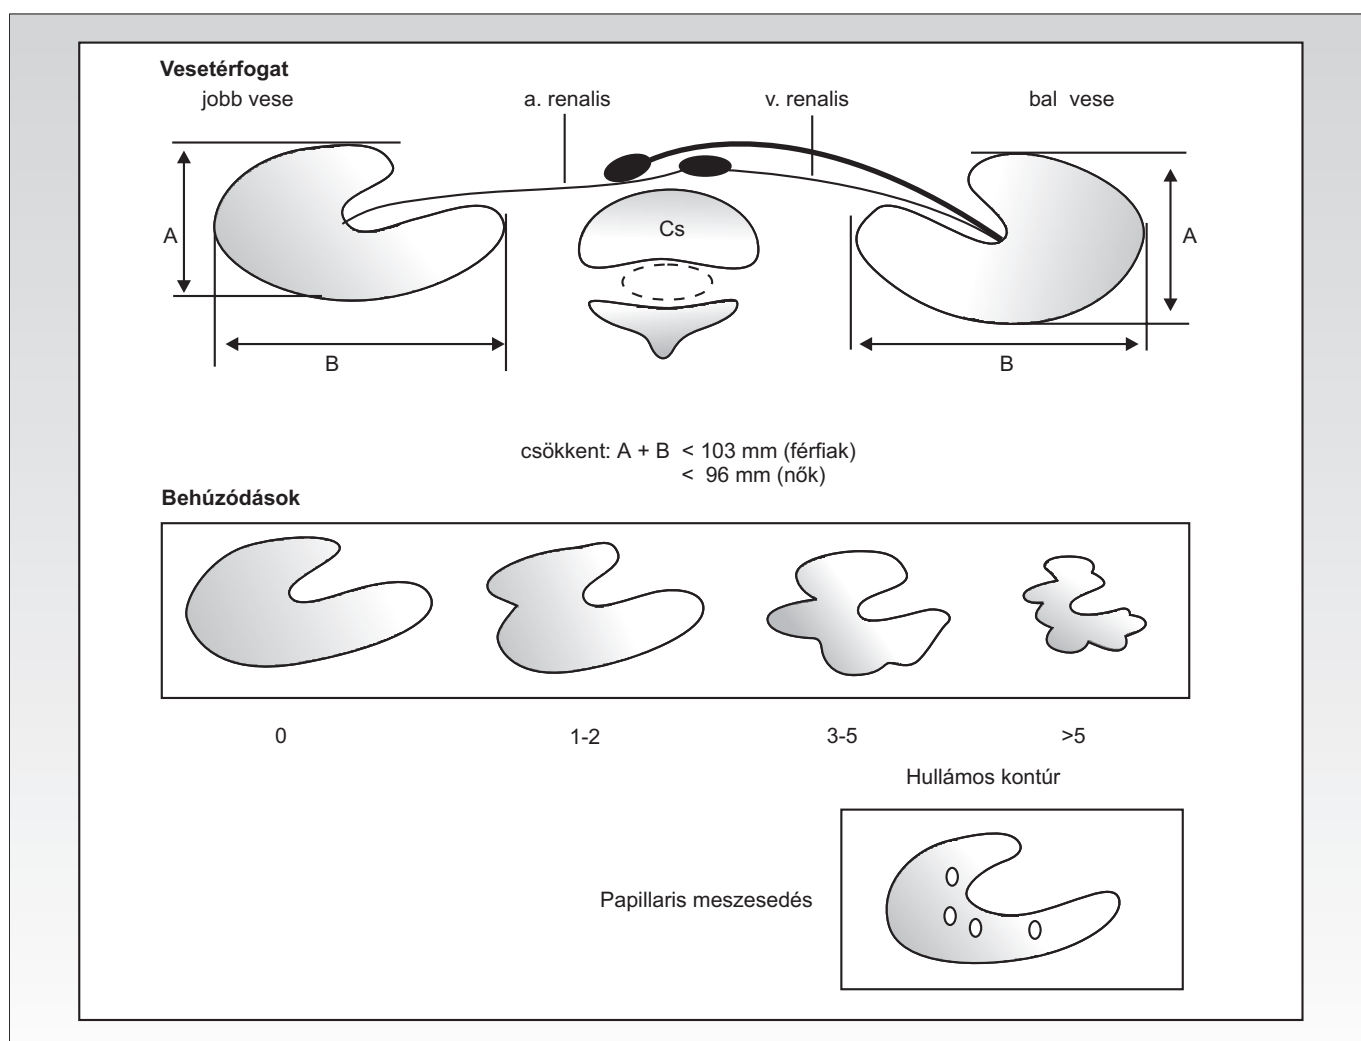 Vesetérfogat
jobb vese a. renalis v. renalis bal vese
A Cs A
B B
csökkent: A + B < 103 mm (férfiak)
< 96 mm (nők)
Behúzódások
0 1-2 3-5 >5
Hullámos kontúr
Papillaris meszesedés